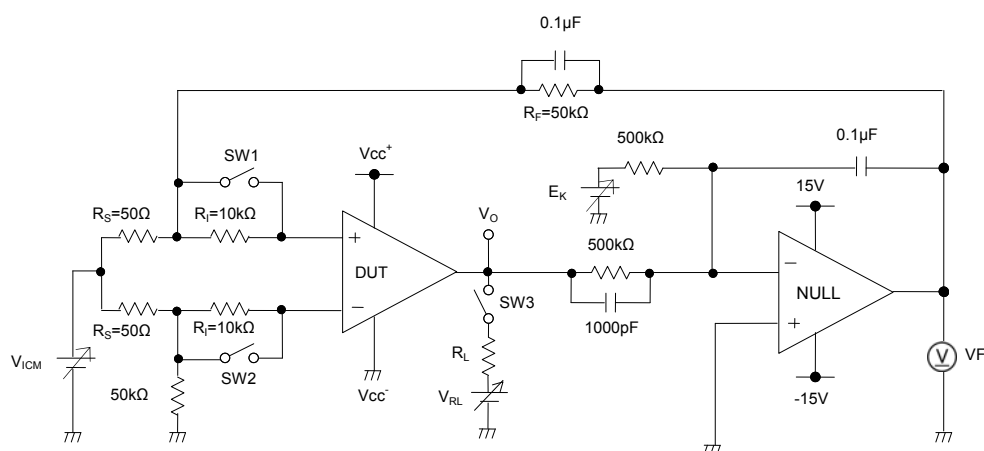 0.1µF
R_F=50kΩ
500kΩ
0.1µF
SW1
Vcc⁺
E_K
15V
R_S=50Ω
R_I=10kΩ
V_O
500kΩ
+
DUT
−
−
NULL
+
SW3
1000pF
R_S=50Ω
R_I=10kΩ
V_ICM
SW2
R_L
V
VF
50kΩ
Vcc⁻
V_RL
-15V